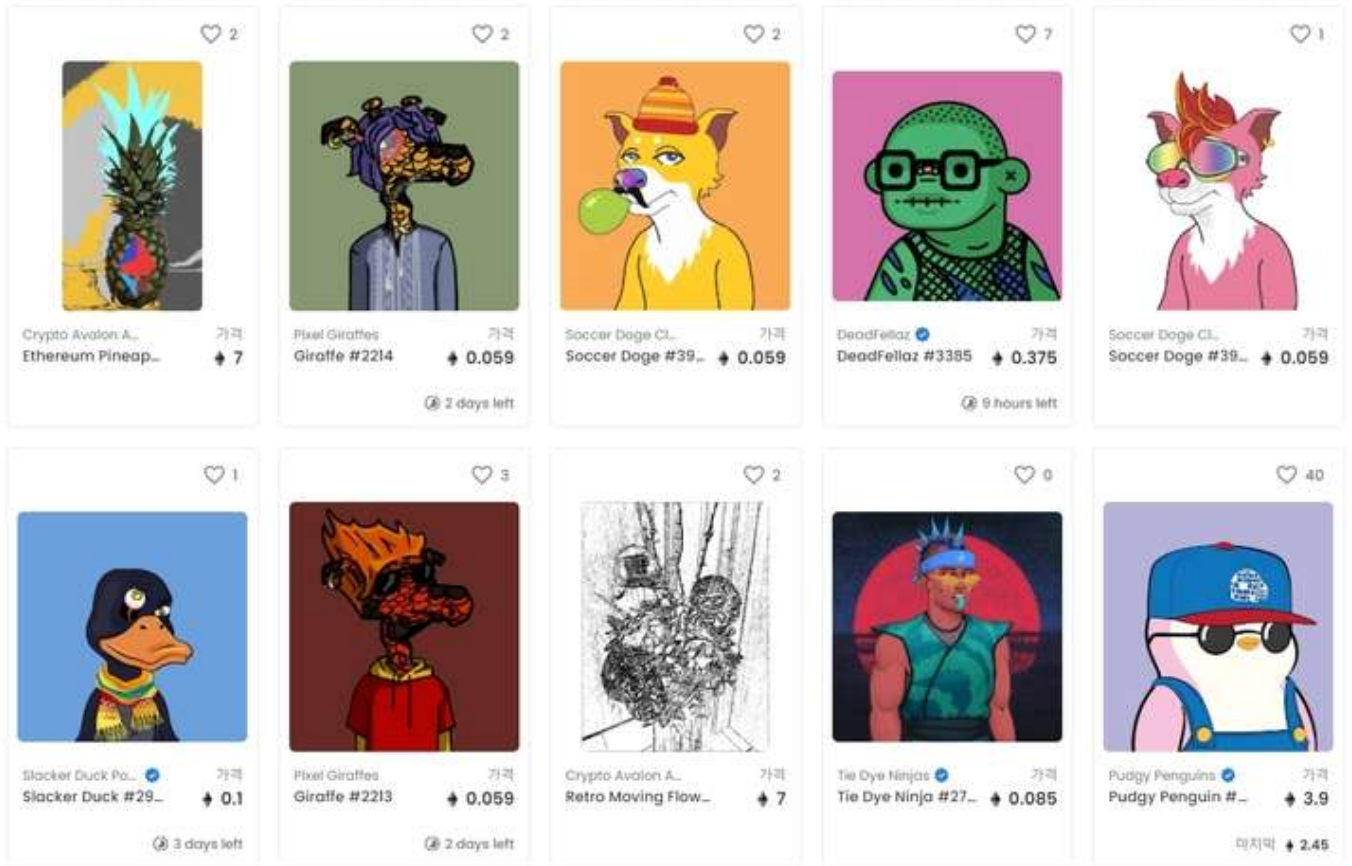 2
Crypto Avalon A... 가격
Ethereum Pineap... 7
2
Pixel Giraffes 가격
Giraffe #2214 0.059
2 days left
2
Soccer Doge Cl... 가격
Soccer Doge #39... 0.059
7
DeadFellaz 가격
DeadFellaz #3385 0.375
9 hours left
1
Soccer Doge Cl... 가격
Soccer Doge #39... 0.059
1
Slacker Duck Po... 가격
Slacker Duck #29... 0.1
3 days left
3
Pixel Giraffes 가격
Giraffe #2213 0.059
2 days left
2
Crypto Avalon A... 가격
Retro Moving Flow... 7
0
Tie Dye Ninjas 가격
Tie Dye Ninja #27... 0.085
40
Pudgy Penguins 가격
Pudgy Penguin #... 3.9
마지막 2.45